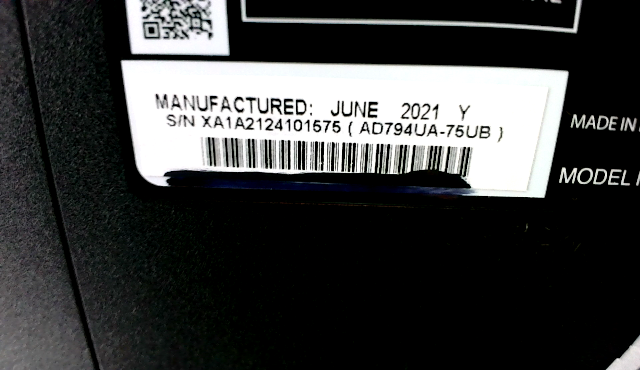 MANUFACTURED: JUNE 2021 Y
S/N XA1A2124101575 ( AD794UA-75UB )
MADE IN
MODEL